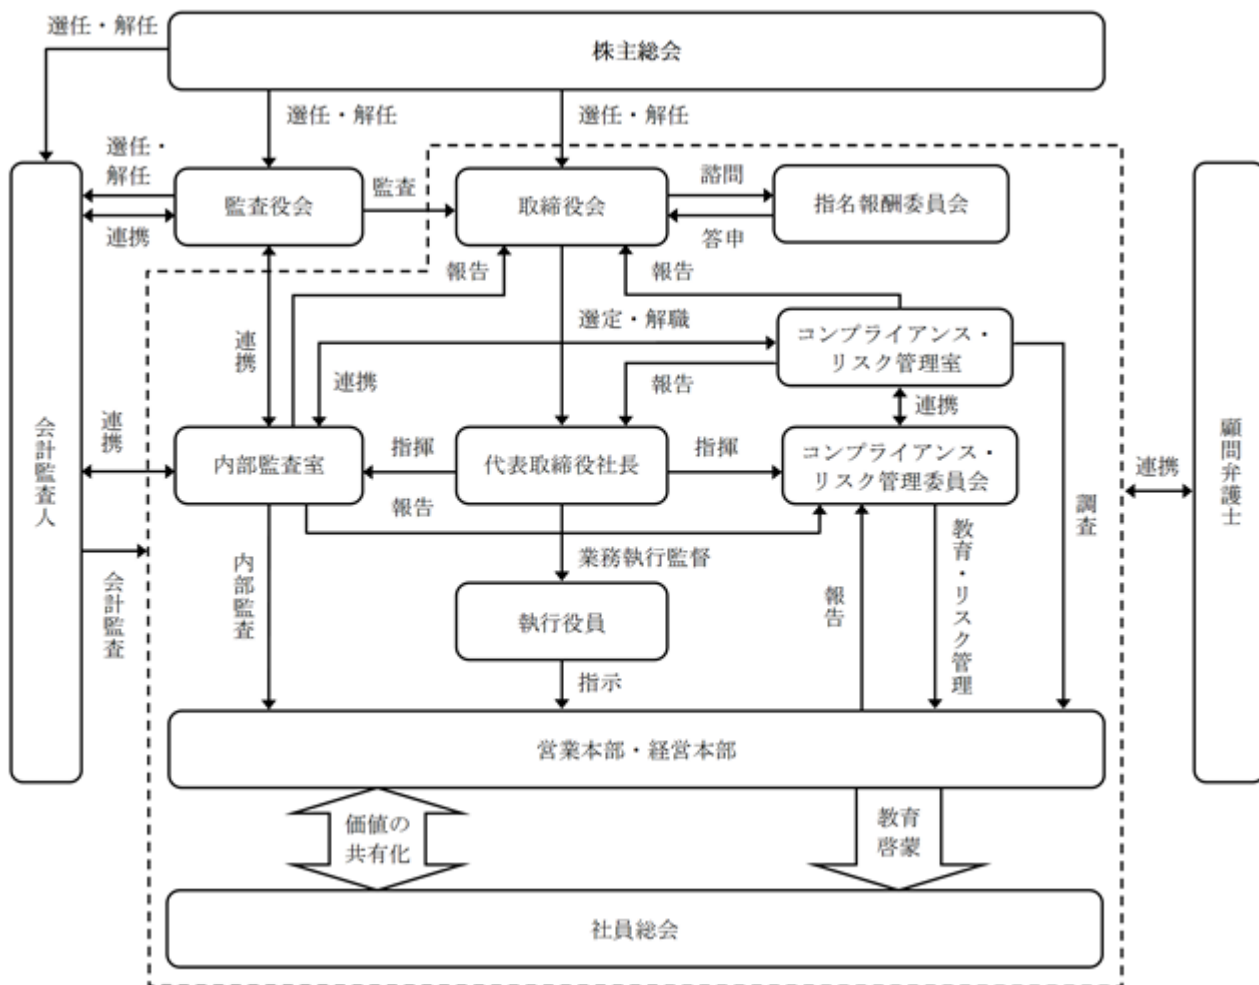 選任・解任
株主総会
選任・解任
選任・解任
選任・
解任
監査役会
監査
取締役会
諮問
指名報酬委員会
連携
答申
報告
報告
選定・解職
コンプライアンス・
リスク管理室
連携
連携
報告
連携
会計監査人
連携
内部監査室
指揮
代表取締役社長
指揮
コンプライアンス・
リスク管理委員会
顧問弁護士
連携
報告
調査
業務執行監督
教育・リスク管理
内部監査
会計監査
執行役員
報告
指示
営業本部・経営本部
価値の
共有化
教育
啓蒙
社員総会